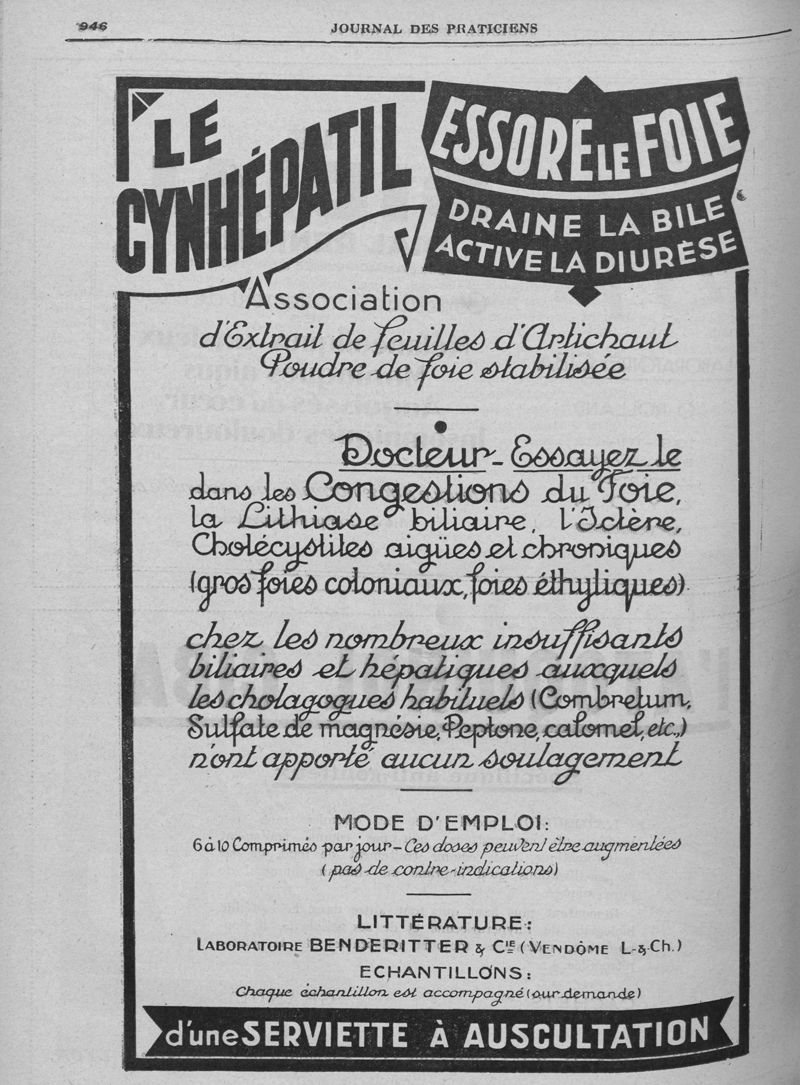 946
JOURNAL DES PRATICIENS
LE
CYNHÉPATIL
ESSORE LE FOIE
DRAINE LA BILE
ACTIVE LA DIURÈSE
Association
d'Extrait de feuilles d'Artichaut
Poudre de foie stabilisée
Docteur - Essayez le
dans les Congestions du Foie,
la Lithiase biliaire, l'Ictère,
Cholécystites aigües et chroniques
(gros foies coloniaux, foies éthyliques)
chez les nombreux insuffisants
biliaires et hépatiques auxquels
les cholagogues habituels (Combretum,
Sulfate de magnésie, Peptone, calomel, etc.,)
n'ont apporté aucun soulagement
MODE D'EMPLOI:
6 à 10 Comprimés par jour - Ces doses peuvent être augmentées
(pas de contre-indications)
LITTÉRATURE:
LABORATOIRE BENDERITTER & CIE (VENDÔME L-&-Ch.)
ECHANTILLONS:
Chaque échantillon est accompagné (sur demande)
d'une SERVIETTE À AUSCULTATION